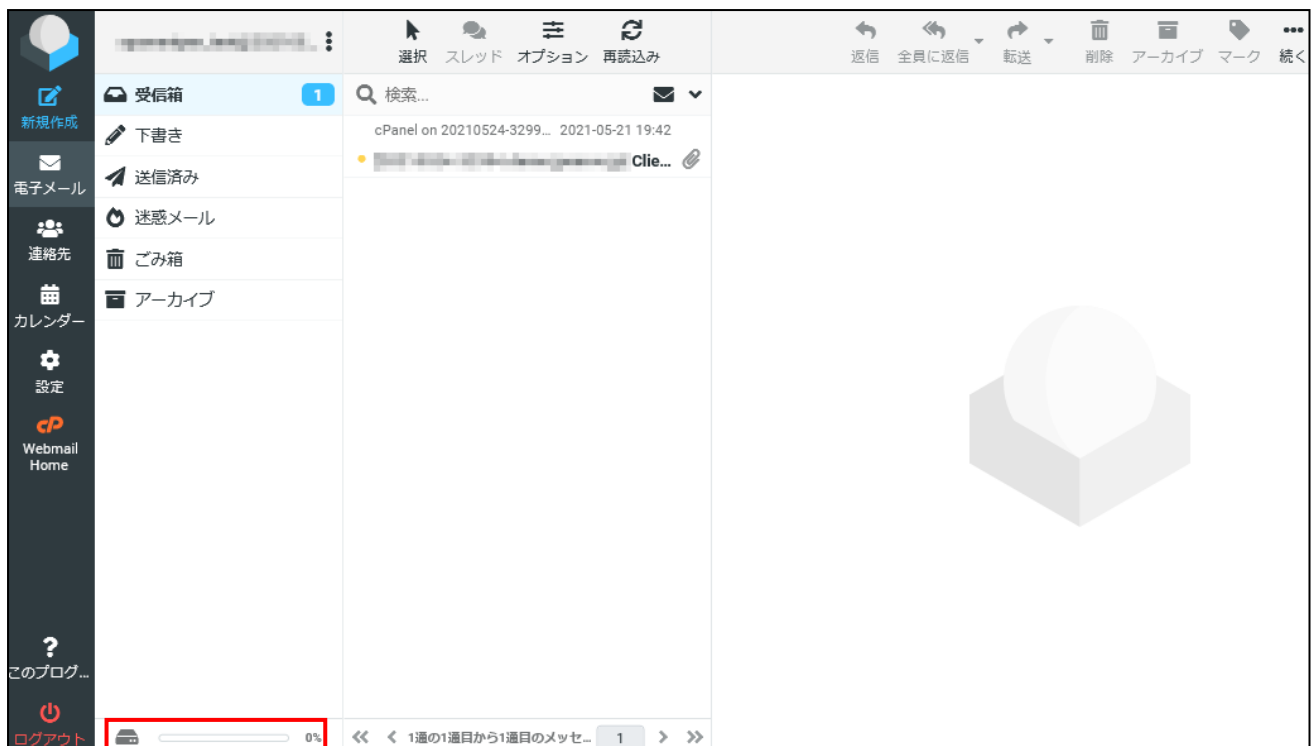 選択
スレッド
オプション
再読込み
返信
全員に返信
転送
削除
アーカイブ
マーク
続く
新規作成
電子メール
連絡先
カレンダー
設定
cP
Webmail
Home
このプログ...
ログアウト
受信箱 1
下書き
送信済み
迷惑メール
ごみ箱
アーカイブ
0%
検索...
cPanel on 20210524-3299... 2021-05-21 19:42
Clie...
1通の1通目から1通目のメッセ... 1